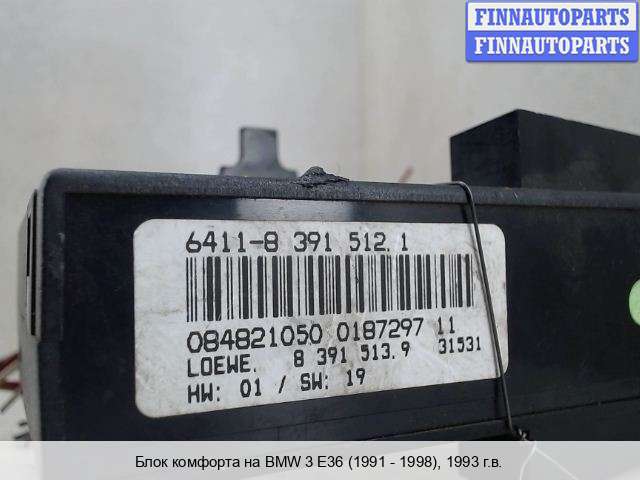 FINNAUTOPARTS
FINNAUTOPARTS
6411-8 391 512.1
084821050 0187297 11
LOEWE. 8 391 513.9 31531
HW: 01 / SW: 19
Блок комфорта на BMW 3 E36 (1991 - 1998), 1993 г.в.